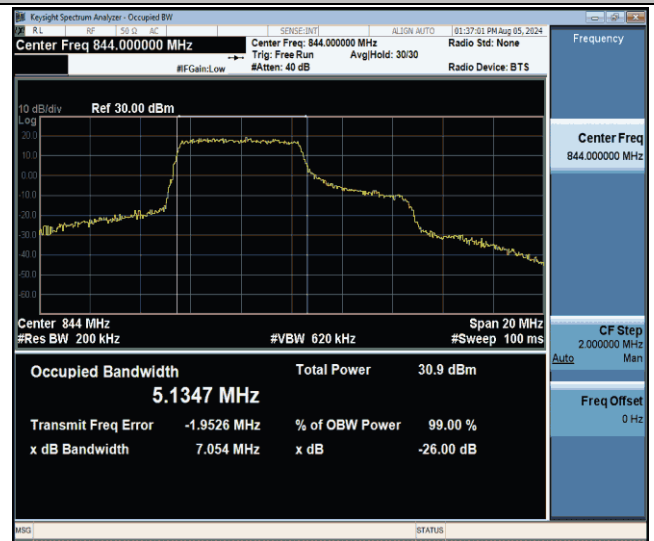 Keysight Spectrum Analyzer - Occupied BW
RL RF 50 Ω AC SENSE:INT ALIGN AUTO 01:37:01 PM Aug 05, 2024
Center Freq 844.000000 MHz Center Freq: 844.000000 MHz Radio Std: None Frequency
Trig: Free Run Avg|Hold: 30/30
#IFGain:Low #Atten: 40 dB Radio Device: BTS
10 dB/div Ref 30.00 dBm
Log
20.0
10.0
0.00
-10.0
-20.0
-30.0
-40.0
-50.0
-60.0
Center Freq
844.000000 MHz
Center 844 MHz Span 20 MHz
#Res BW 200 kHz #VBW 620 kHz #Sweep 100 ms
CF Step
2.000000 MHz
Auto Man
Occupied Bandwidth Total Power 30.9 dBm
5.1347 MHz
Freq Offset
0 Hz
Transmit Freq Error -1.9526 MHz % of OBW Power 99.00 %
x dB Bandwidth 7.054 MHz x dB -26.00 dB
MSG STATUS